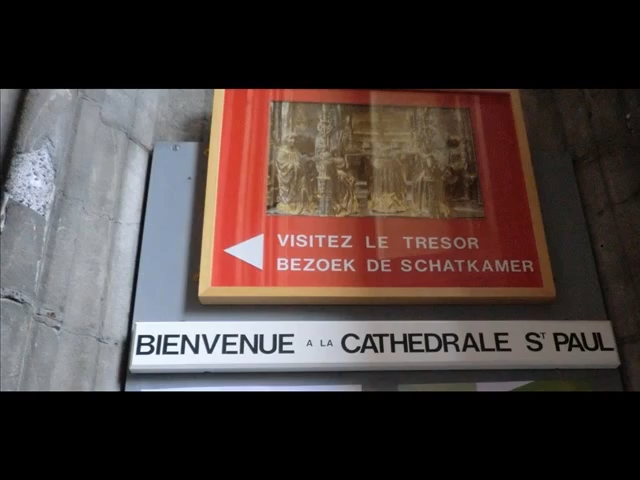 VISITEZ LE TRESOR
BEZOEK DE SCHATKAMER
BIENVENUE A LA CATHEDRALE ST PAUL